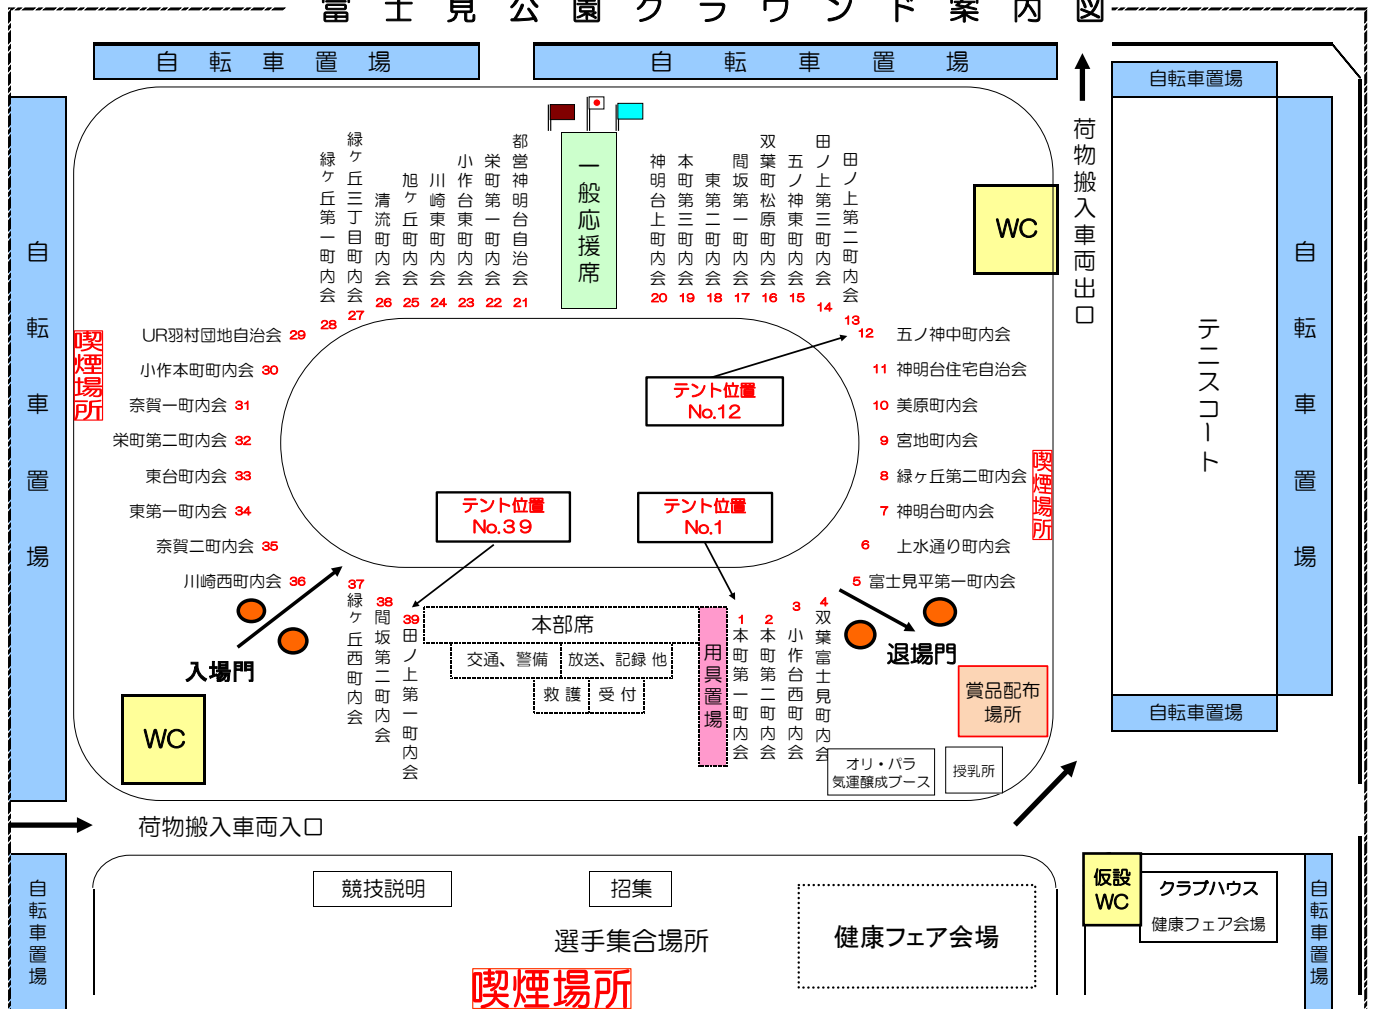 富士見公園グラウンド案内図
自転車置場
自転車置場
自転車置場
自転車置場
自転車置場
テニスコート
自転車置場
荷物搬入車両出口
WC
一般応援席
緑ヶ丘第一町内会
28
緑ヶ丘三丁目町内会
27
清流町内会
26
旭ケ丘町内会
25
川崎東町内会
24
小作台東町内会
23
栄町第一町内会
22
都営神明台自治会
21
神明台上町内会
20
本町第三町内会
19
東第二町内会
18
間坂第一町内会
17
双葉町松原町内会
16
五ノ神東町内会
15
田ノ上第三町内会
14
田ノ上第二町内会
13
喫煙場所
UR羽村団地自治会 29
小作本町町内会 30
奈賀一町内会 31
栄町第二町内会 32
東台町内会 33
東第一町内会 34
奈賀二町内会 35
川崎西町内会 36
12 五ノ神中町内会
11 神明台住宅自治会
10 美原町内会
9 宮地町内会
8 緑ヶ丘第二町内会
7 神明台町内会
6 上水通り町内会
5 富士見平第一町内会
喫煙場所
テント位置
No.12
テント位置
No.39
テント位置
No.1
37
緑ヶ丘西町内会
38
間坂第二町内会
39
田ノ上第一町内会
本部席
交通、警備
放送、記録 他
救護
受付
用具置場
1
本町第一町内会
2
本町第二町内会
3
小作台西町内会
4
双葉富士見町内会
入場門
退場門
WC
賞品配布
場所
オリ・パラ
気運醸成ブース
授乳所
自転車置場
荷物搬入車両入口
自転車置場
競技説明
招集
選手集合場所
喫煙場所
健康フェア会場
仮設
WC
クラブハウス
健康フェア会場
自転車置場